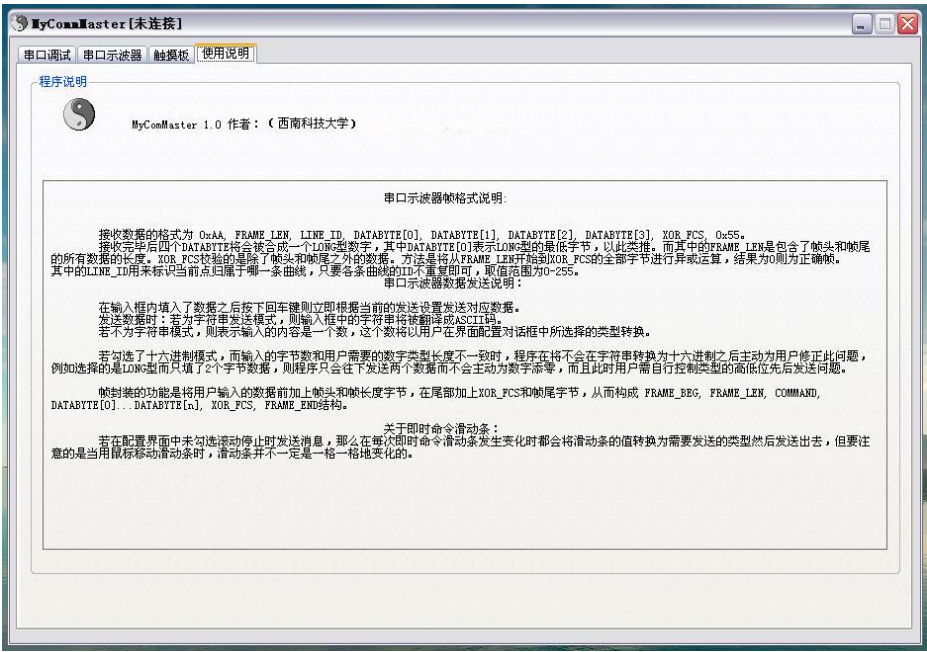 MyCommMaster[未连接]
串口调试 串口示波器 触摸板 使用说明
程序说明
MyComMaster 1.0 作者：（西南科技大学）
串口示波器帧格式说明:
接收数据的格式为 0xAA, FRAME_LEN, LINE_ID, DATABYTE[0], DATABYTE[1], DATABYTE[2], DATABYTE[3], XOR_FCS, 0x55。
接收完毕后四个DATABYTE将会被合成一个LONG型数字，其中DATABYTE[0]表示LONG型的最低字节，以此类推。而其中的FRAME_LEN是包含了帧头和帧尾
的所有数据的长度。XOR_FCS校验的是除了帧头和帧尾之外的数据。方法是将从FRAME_LEN开始到XOR_FCS的全部字节进行异或运算，结果为0则为正确帧。
其中的LINE_ID用来标识当前点归属于哪一条曲线，只要各条曲线的ID不重复即可，取值范围为0-255。
串口示波器数据发送说明：
在输入框内填入了数据之后按下回车键则立即根据当前的发送设置发送对应数据。
发送数据时：若为字符串发送模式，则输入框中的字符串将被翻译成ASCII码。
若不为字符串模式，则表示输入的内容是一个数，这个数将以用户在界面配置对话框中所选择的类型转换。
若勾选了十六进制模式，而输入的字节数和用户需要的数字类型长度不一致时，程序在将不会在字符串转换为十六进制之后主动为用户修正此问题，
例如选择的是LONG型而只填了2个字节数据，则程序只会往下发送两个数据而不会主动为数字添零，而且此时用户需自行控制类型的高低位先后发送问题。
帧封装的功能是将用户输入的数据前加上帧头和帧长度字节，在尾部加上XOR_FCS和帧尾字节，从而构成 FRAME_BEG, FRAME_LEN, COMMAND,
DATABYTE[0]...DATABYTE[n], XOR_FCS, FRAME_END结构。
关于即时命令滑动条：
若在配置界面中未勾选滚动停止时发送消息，那么在每次即时命令滑动条发生变化时都会将滑动条的值转换为需要发送的类型然后发送出去，但要注
意的是当用鼠标移动滑动条时，滑动条并不一定是一格一格地变化的。